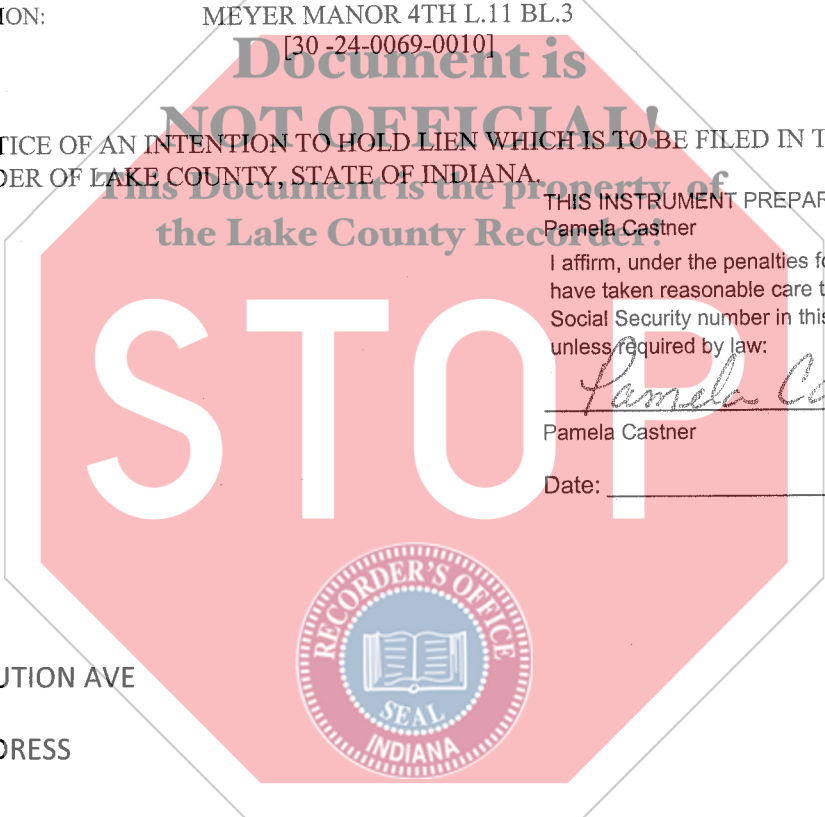 ION: MEYER MANOR 4TH L.11 BL.3
[30 -24-0069-0010]
Document is
NOT OFFICIAL!
TICE OF AN INTENTION TO HOLD LIEN WHICH IS TO BE FILED IN T
DER OF LAKE COUNTY, STATE OF INDIANA.
This Document is the property of
the Lake County Recorder!
THIS INSTRUMENT PREPAR
Pamela Castner
I affirm, under the penalties fo
have taken reasonable care t
Social Security number in this
unless required by law:
Pamela Ca
Pamela Castner
Date:
STOP
RECORDER'S OFFICE
SEAL
INDIANA
UTION AVE
DRESS